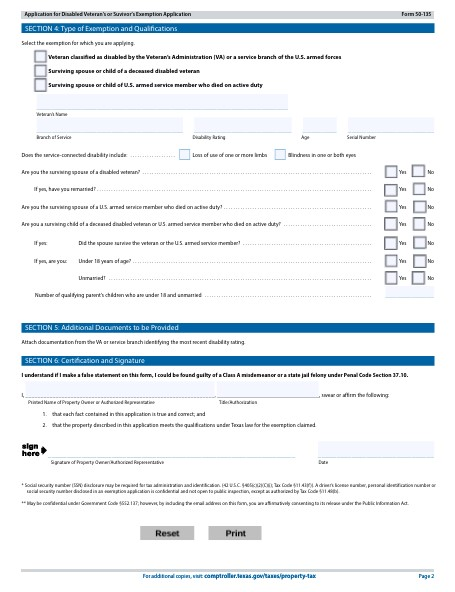 Application for Disabled Veteran's or Suvivor's Exemption Application Form 50-135
SECTION 4: Type of Exemption and Qualifications
Select the exemption for which you are applying.
Veteran classified as disabled by the Veteran's Administration (VA) or a service branch of the U.S. armed forces
Surviving spouse or child of a deceased disabled veteran
Surviving spouse or child of U.S. armed service member who died on active duty
Veteran's Name
Branch of Service Disability Rating Age Serial Number
Does the service-connected disability include: Loss of use of one or more limbs Blindness in one or both eyes
Are you the surviving spouse of a disabled veteran? Yes No
If yes, have you remarried? Yes No
Are you the surviving spouse of a U.S. armed service member who died on active duty? Yes No
Are you a surviving child of a deceased disabled veteran or U.S. armed service member who died on active duty? Yes No
If yes: Did the spouse survive the veteran or the U.S. armed service member? Yes No
If yes, are you: Under 18 years of age? Yes No
Unmarried? Yes No
Number of qualifying parent's children who are under 18 and unmarried
SECTION 5: Additional Documents to be Provided
Attach documentation from the VA or service branch identifying the most recent disability rating.
SECTION 6: Certification and Signature
I understand if I make a false statement on this form, I could be found guilty of a Class A misdemeanor or a state jail felony under Penal Code Section 37.10.
I, , swear or affirm the following:
Printed Name of Property Owner or Authorized Representative Title/Authorization
1. that each fact contained in this application is true and correct; and
2. that the property described in this application meets the qualifications under Texas law for the exemption claimed.
sign
here
Signature of Property Owner/Authorized Representative Date
* Social security number (SSN) disclosure may be required for tax administration and identification. (42 U.S.C. §405(c)(2)(C)(i); Tax Code §11.43(f)). A driver's license number, personal identification number or
social security number disclosed in an exemption application is confidential and not open to public inspection, except as authorized by Tax Code §11.48(b).
** May be confidential under Government Code §552.137; however, by including the email address on this form, you are affirmatively consenting to its release under the Public Information Act.
Reset Print
For additional copies, visit: comptroller.texas.gov/taxes/property-tax Page 2